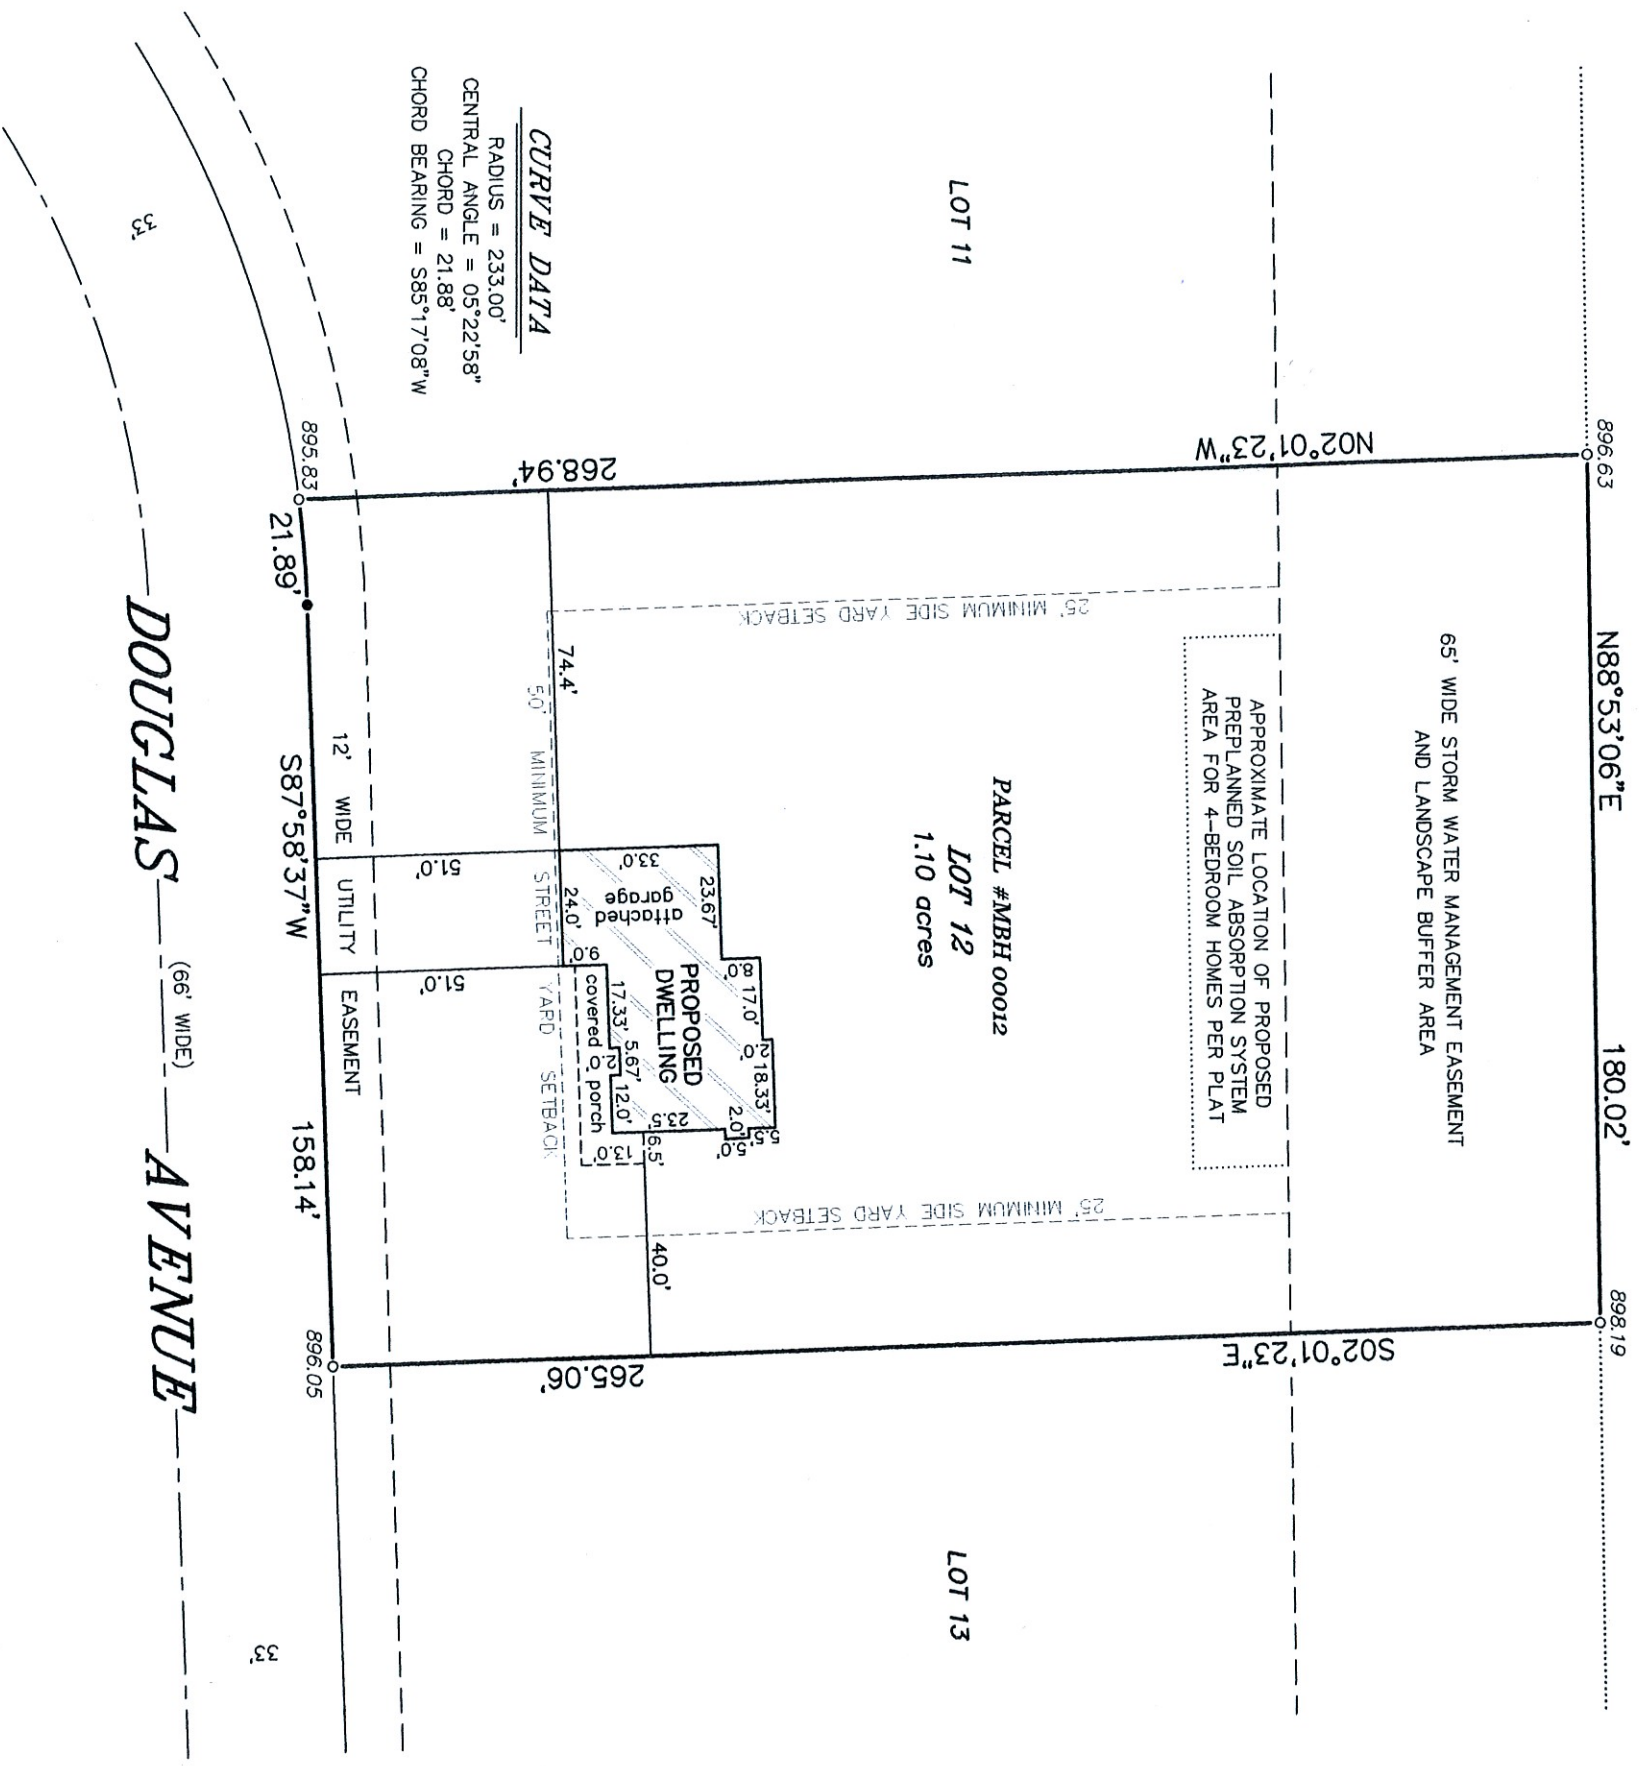 896.63
N88°53'06"E
180.02'
898.19
65' WIDE STORM WATER MANAGEMENT EASEMENT
AND LANDSCAPE BUFFER AREA
N02°01'23"W
S02°01'23"E
APPROXIMATE LOCATION OF PROPOSED
PREPLANNED SOIL ABSORPTION SYSTEM
AREA FOR 4-BEDROOM HOMES PER PLAT
25' MINIMUM SIDE YARD SETBACK
25' MINIMUM SIDE YARD SETBACK
LOT 11
PARCEL #MBH 00012
LOT 12
1.10 acres
LOT 13
18.33'
17.0'
8.0'
2.0'
23.67'
2.0'
5.5'
5.0'
33.0'
attached
garage
24.0'
9.0'
PROPOSED
DWELLING
23.5
17.33'
5.67'
2.0'
12.0'
covered porch
13.0'
6.5'
40.0'
74.4'
268.94'
265.06'
50' MINIMUM STREET YARD SETBACK
CURVE DATA
RADIUS = 233.00'
CENTRAL ANGLE = 05°22'58"
CHORD = 21.88'
CHORD BEARING = S85°17'08"W
51.0'
51.0'
12' WIDE UTILITY EASEMENT
895.83
21.89'
S87°58'37"W
158.14'
896.05
33'
DOUGLAS (66' WIDE) AVENUE
33'